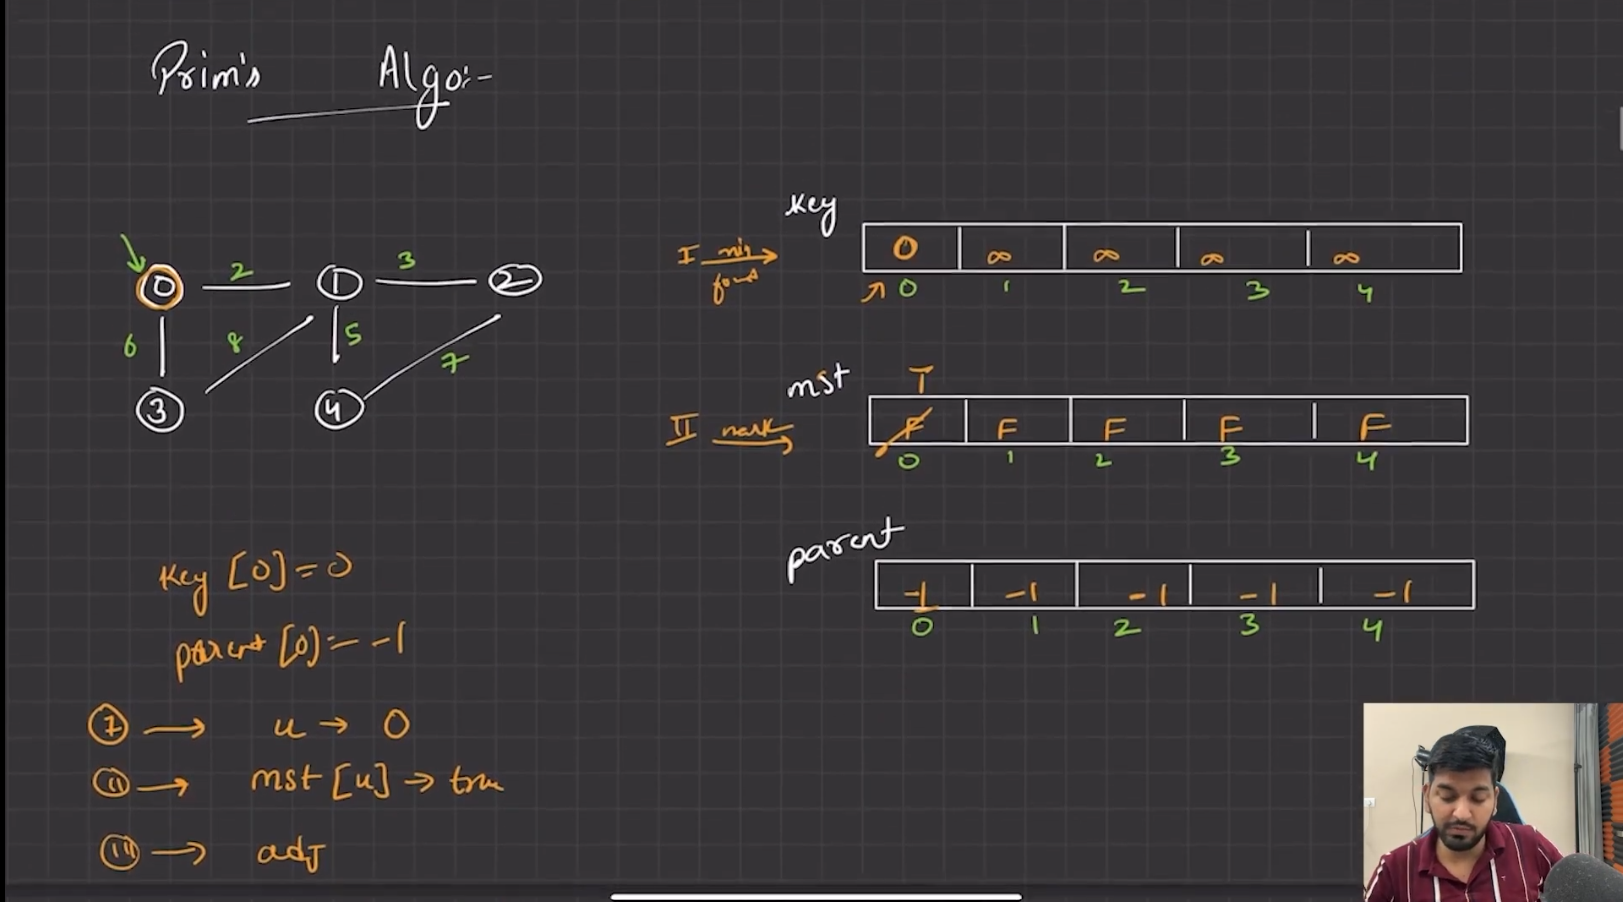 Prim's Algo:-
key
I min find
0 ∞ ∞ ∞ ∞
0 1 2 3 4
0 2 1 3 2
6 8 5 7
3 4
mst T
II mark
F F F F F
0 1 2 3 4
parent
-1 -1 -1 -1 -1
0 1 2 3 4
key [0]=0
parent [0]=-1
I → u → 0
II → mst [u] → true
III → adj